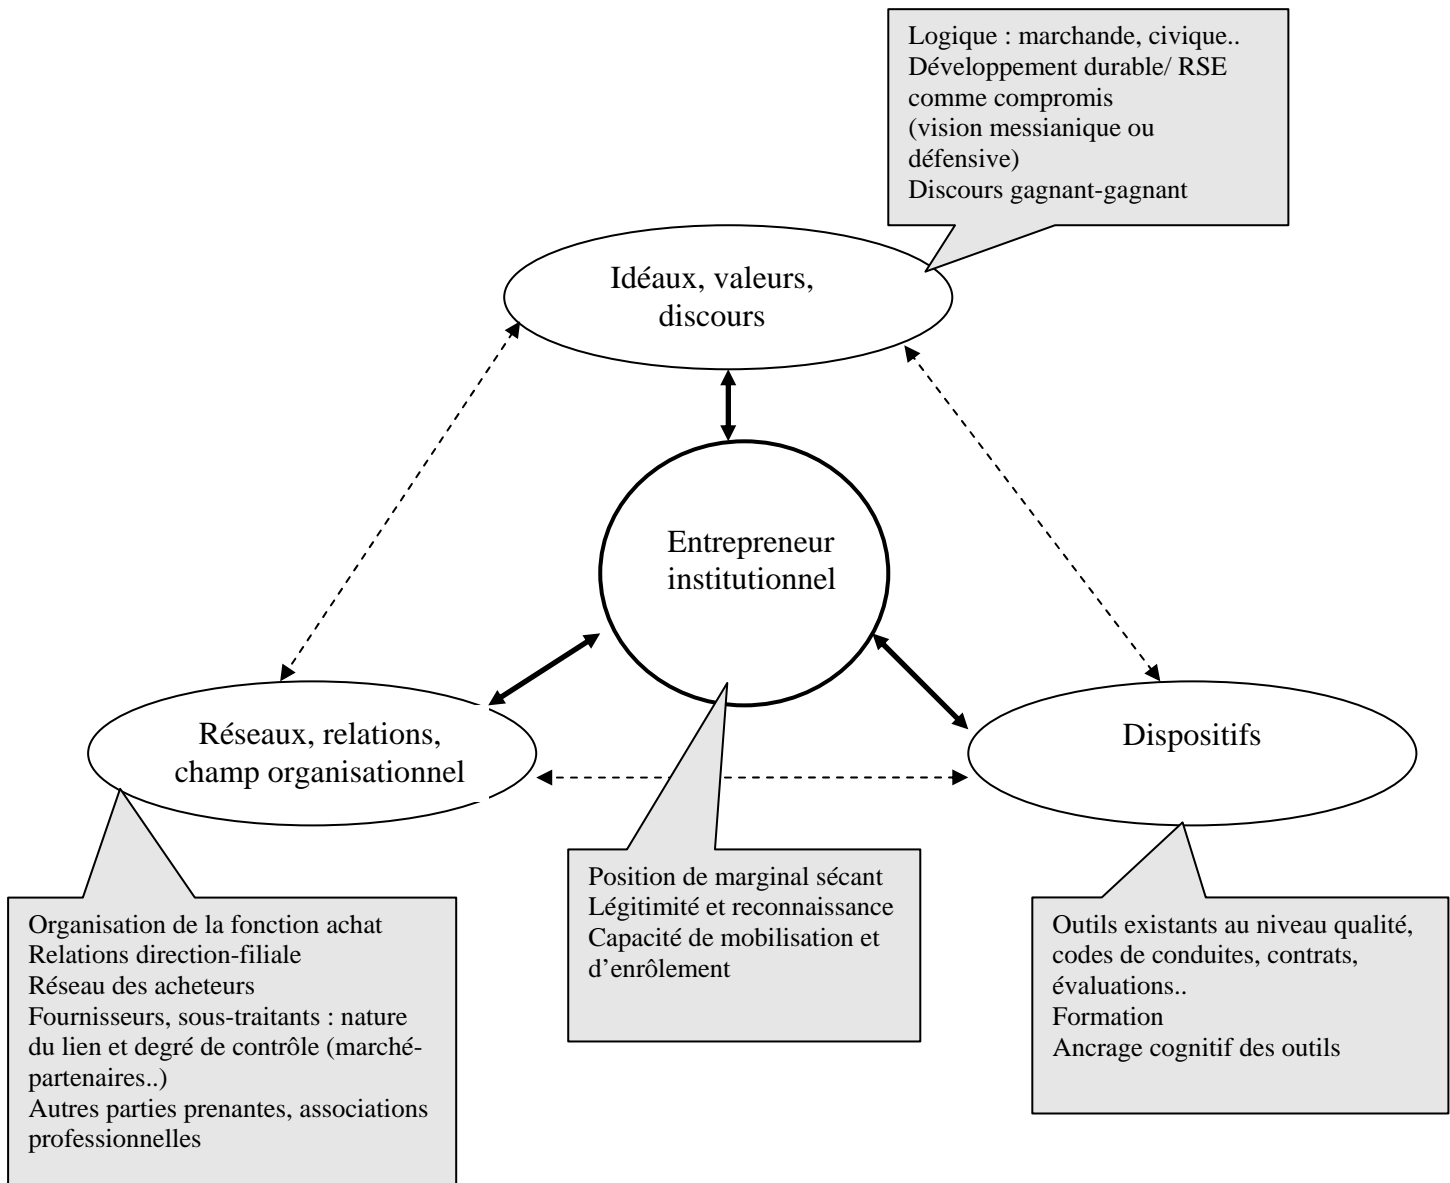 Logique : marchande, civique..
Développement durable/ RSE
comme compromis
(vision messianique ou
défensive)
Discours gagnant-gagnant
Idéaux, valeurs,
discours
Entrepreneur
institutionnel
Réseaux, relations,
champ organisationnel
Dispositifs
Organisation de la fonction achat
Relations direction-filiale
Réseau des acheteurs
Fournisseurs, sous-traitants : nature
du lien et degré de contrôle (marché-
partenaires..)
Autres parties prenantes, associations
professionnelles
Position de marginal sécant
Légitimité et reconnaissance
Capacité de mobilisation et
d’enrôlement
Outils existants au niveau qualité,
codes de conduites, contrats,
évaluations..
Formation
Ancrage cognitif des outils